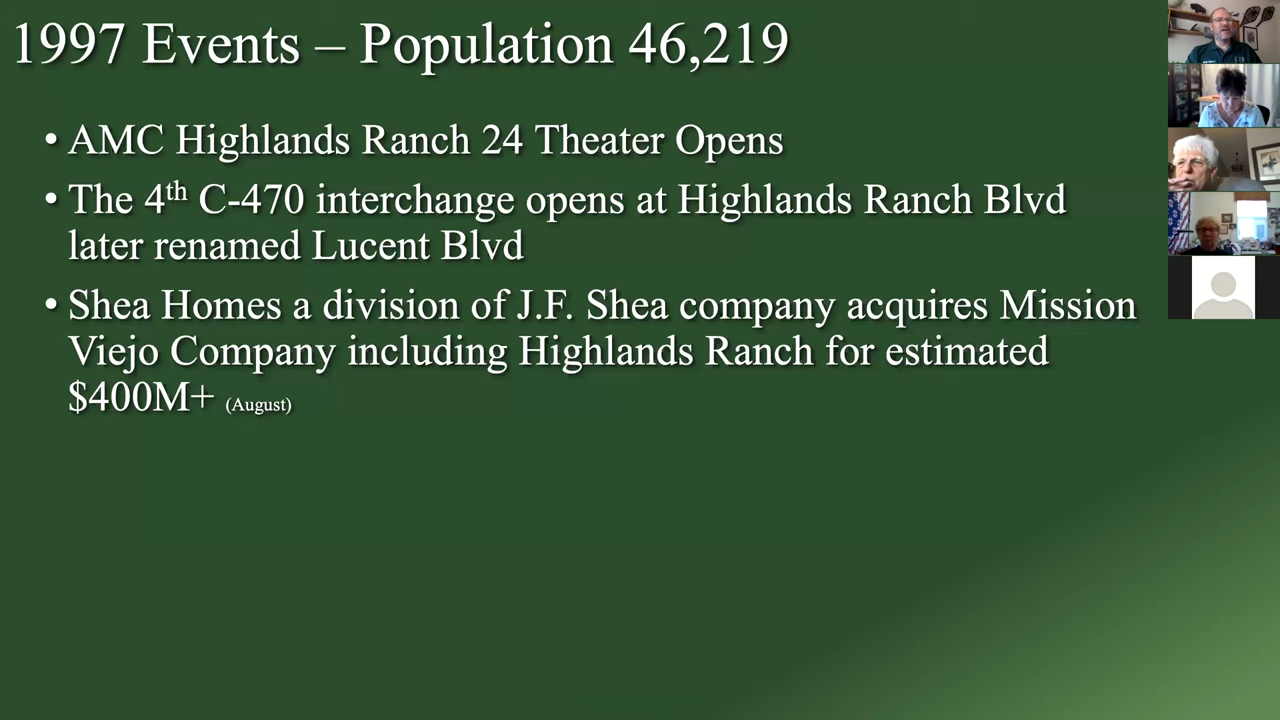 1997 Events – Population 46,219
• AMC Highlands Ranch 24 Theater Opens
• The 4th C-470 interchange opens at Highlands Ranch Blvd
later renamed Lucent Blvd
• Shea Homes a division of J.F. Shea company acquires Mission
Viejo Company including Highlands Ranch for estimated
$400M+ (August)